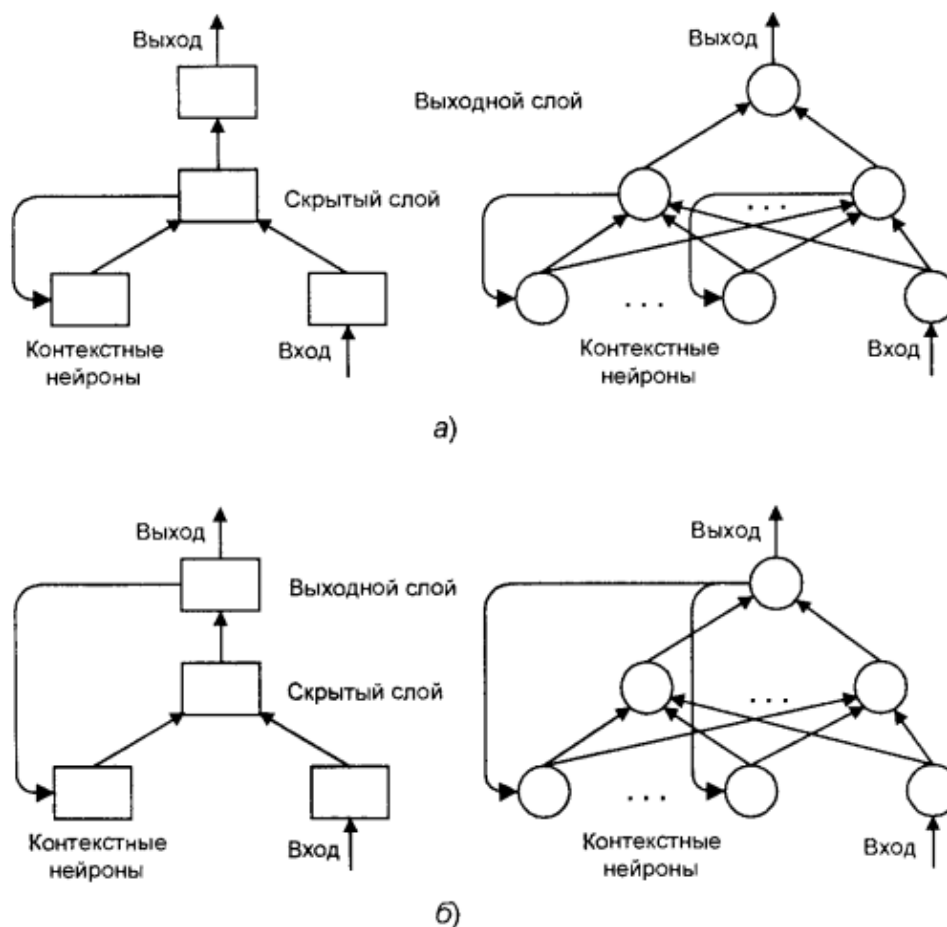 Выход
Выход
Выходной слой
Скрытый слой
. . .
. . .
Контекстные
нейроны
Вход
Контекстные
нейроны
Вход
а)
Выход
Выход
Выходной слой
Скрытый слой
. . .
. . .
Контекстные
нейроны
Вход
Контекстные
нейроны
Вход
б)